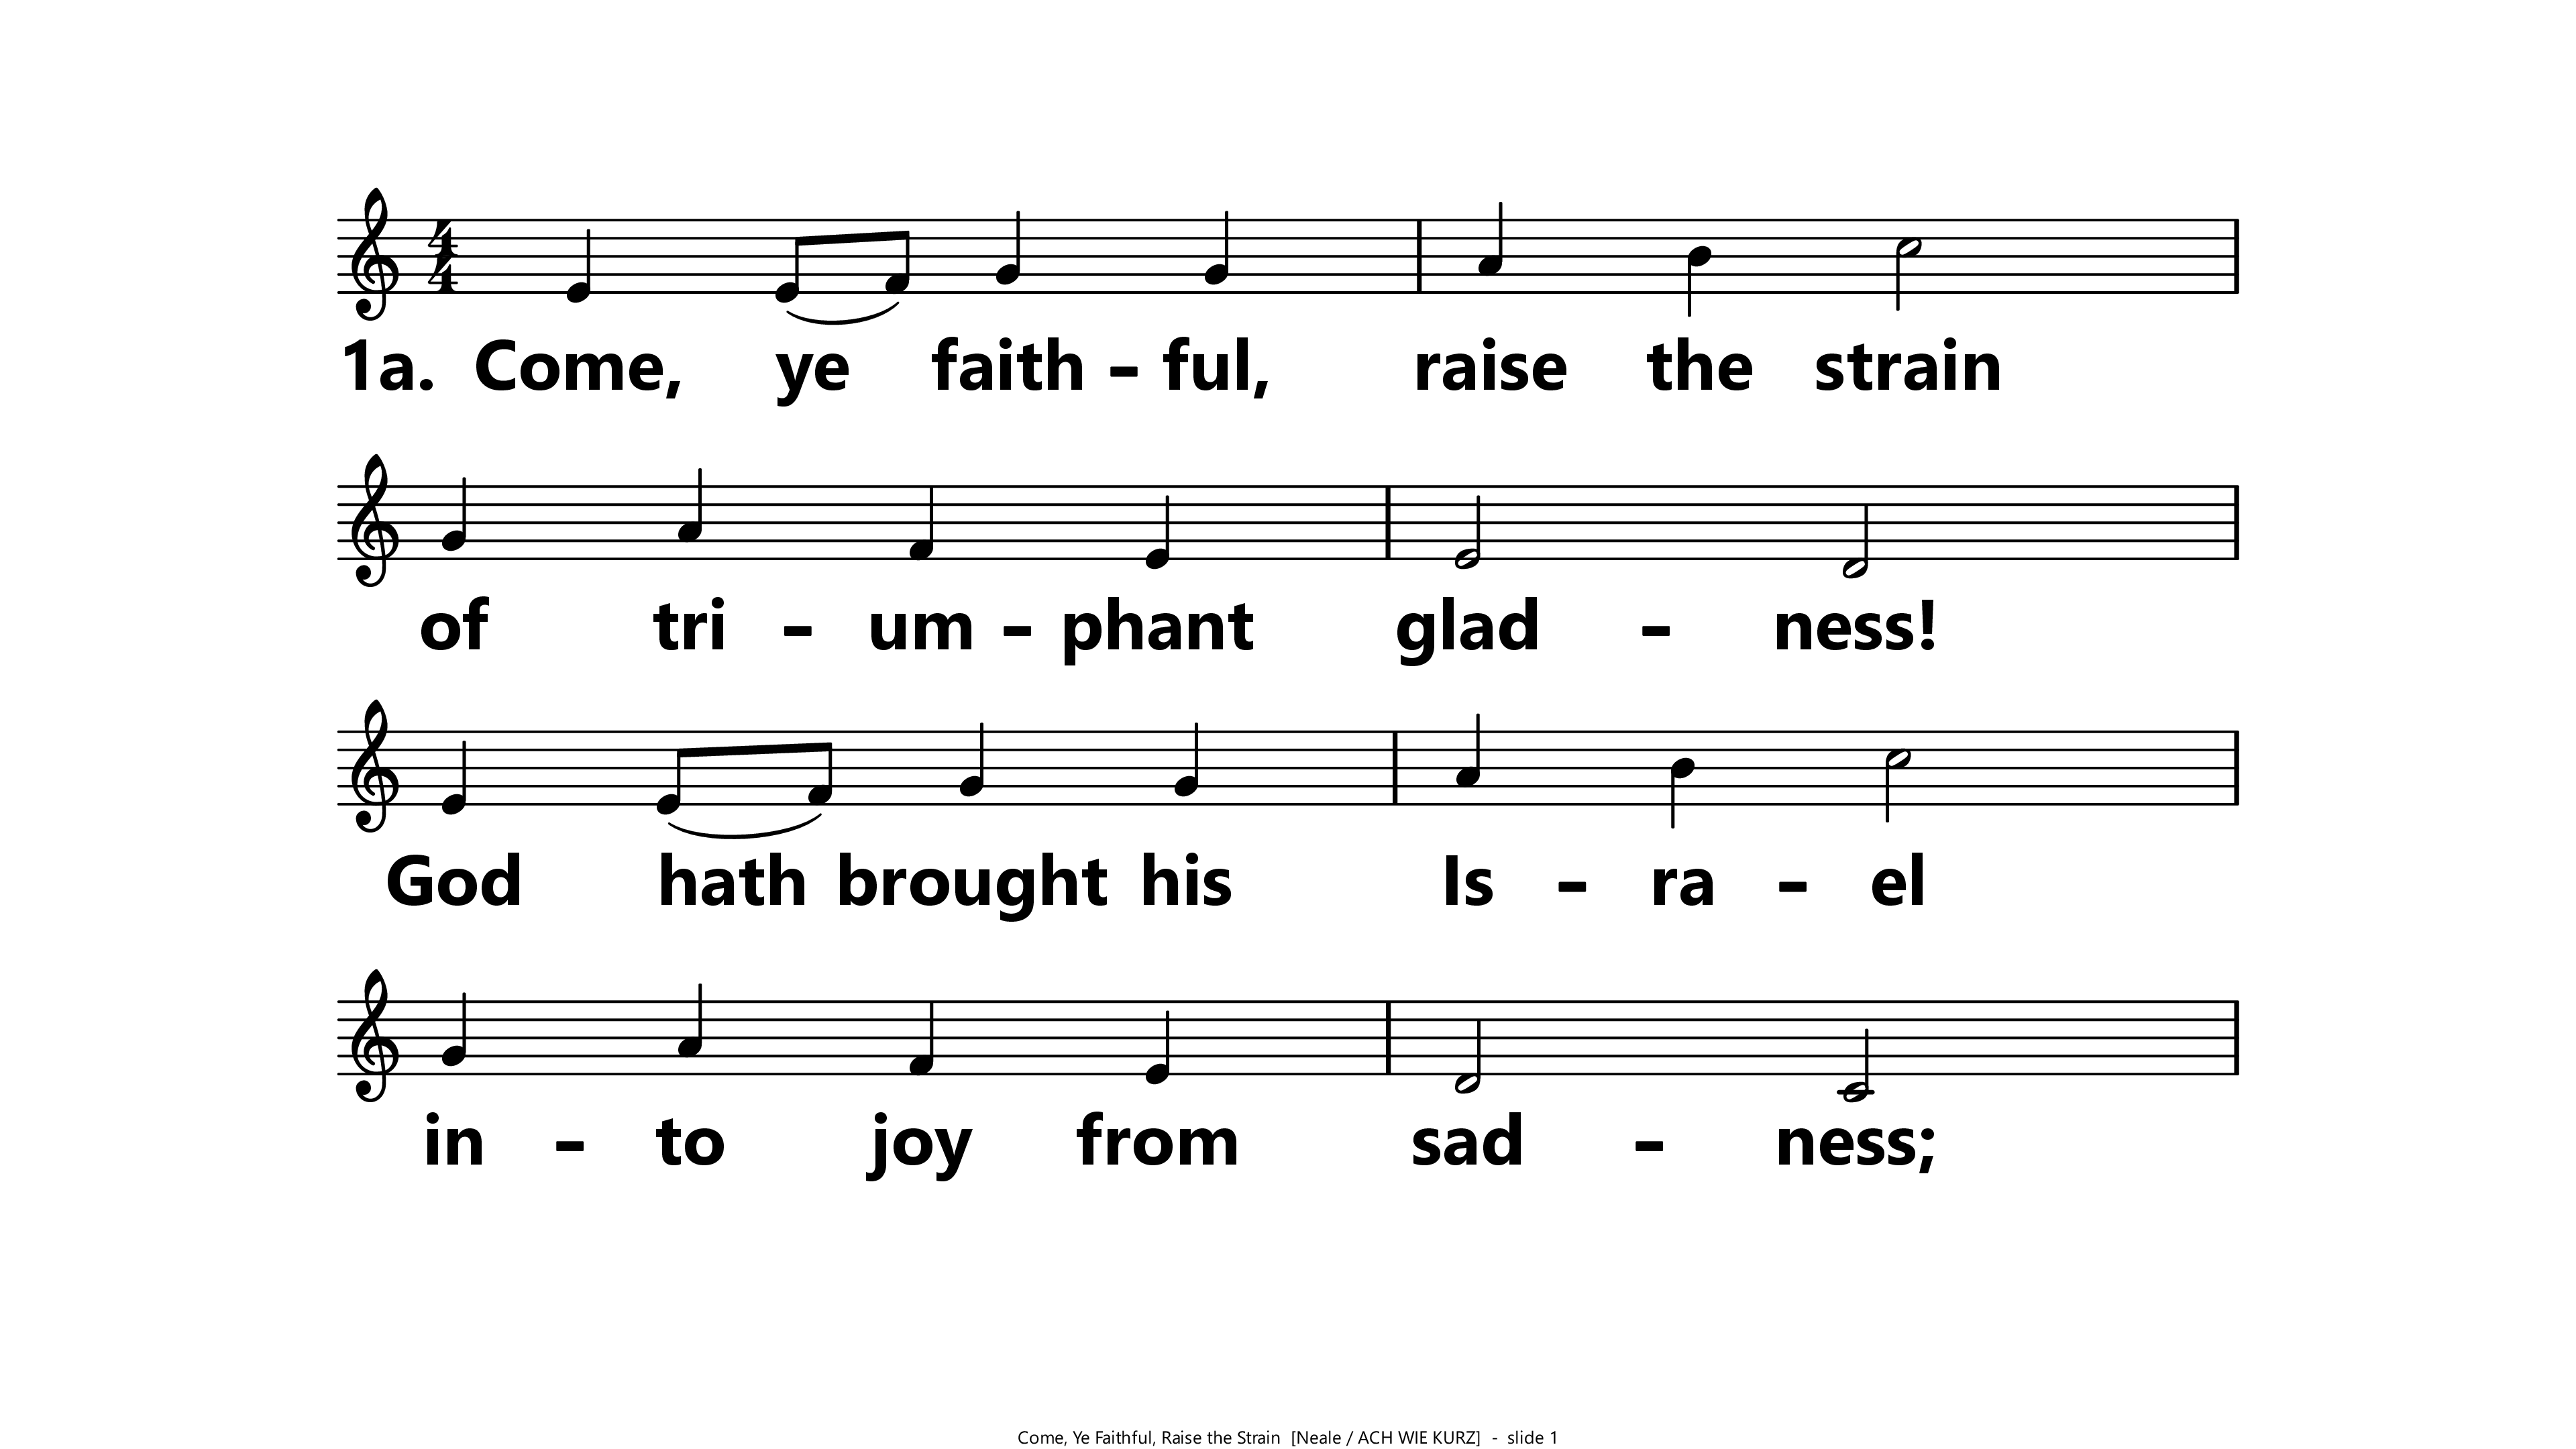 1a. Come, ye faith - ful, raise the strain
of tri - um - phant glad - ness!
God hath brought his Is - ra - el
in - to joy from sad - ness;
Come, Ye Faithful, Raise the Strain [Neale / ACH WIE KURZ] - slide 1